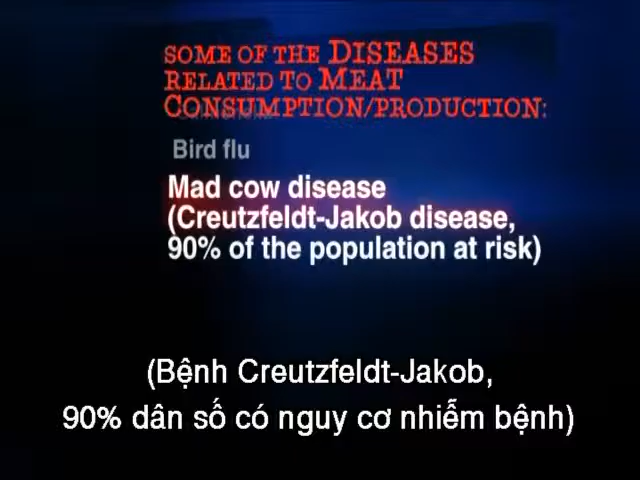 SOME OF THE DISEASES
RELATED TO MEAT
CONSUMPTION/PRODUCTION:
Bird flu
Mad cow disease
(Creutzfeldt-Jakob disease,
90% of the population at risk)
(Bệnh Creutzfeldt-Jakob,
90% dân số có nguy cơ nhiễm bệnh)